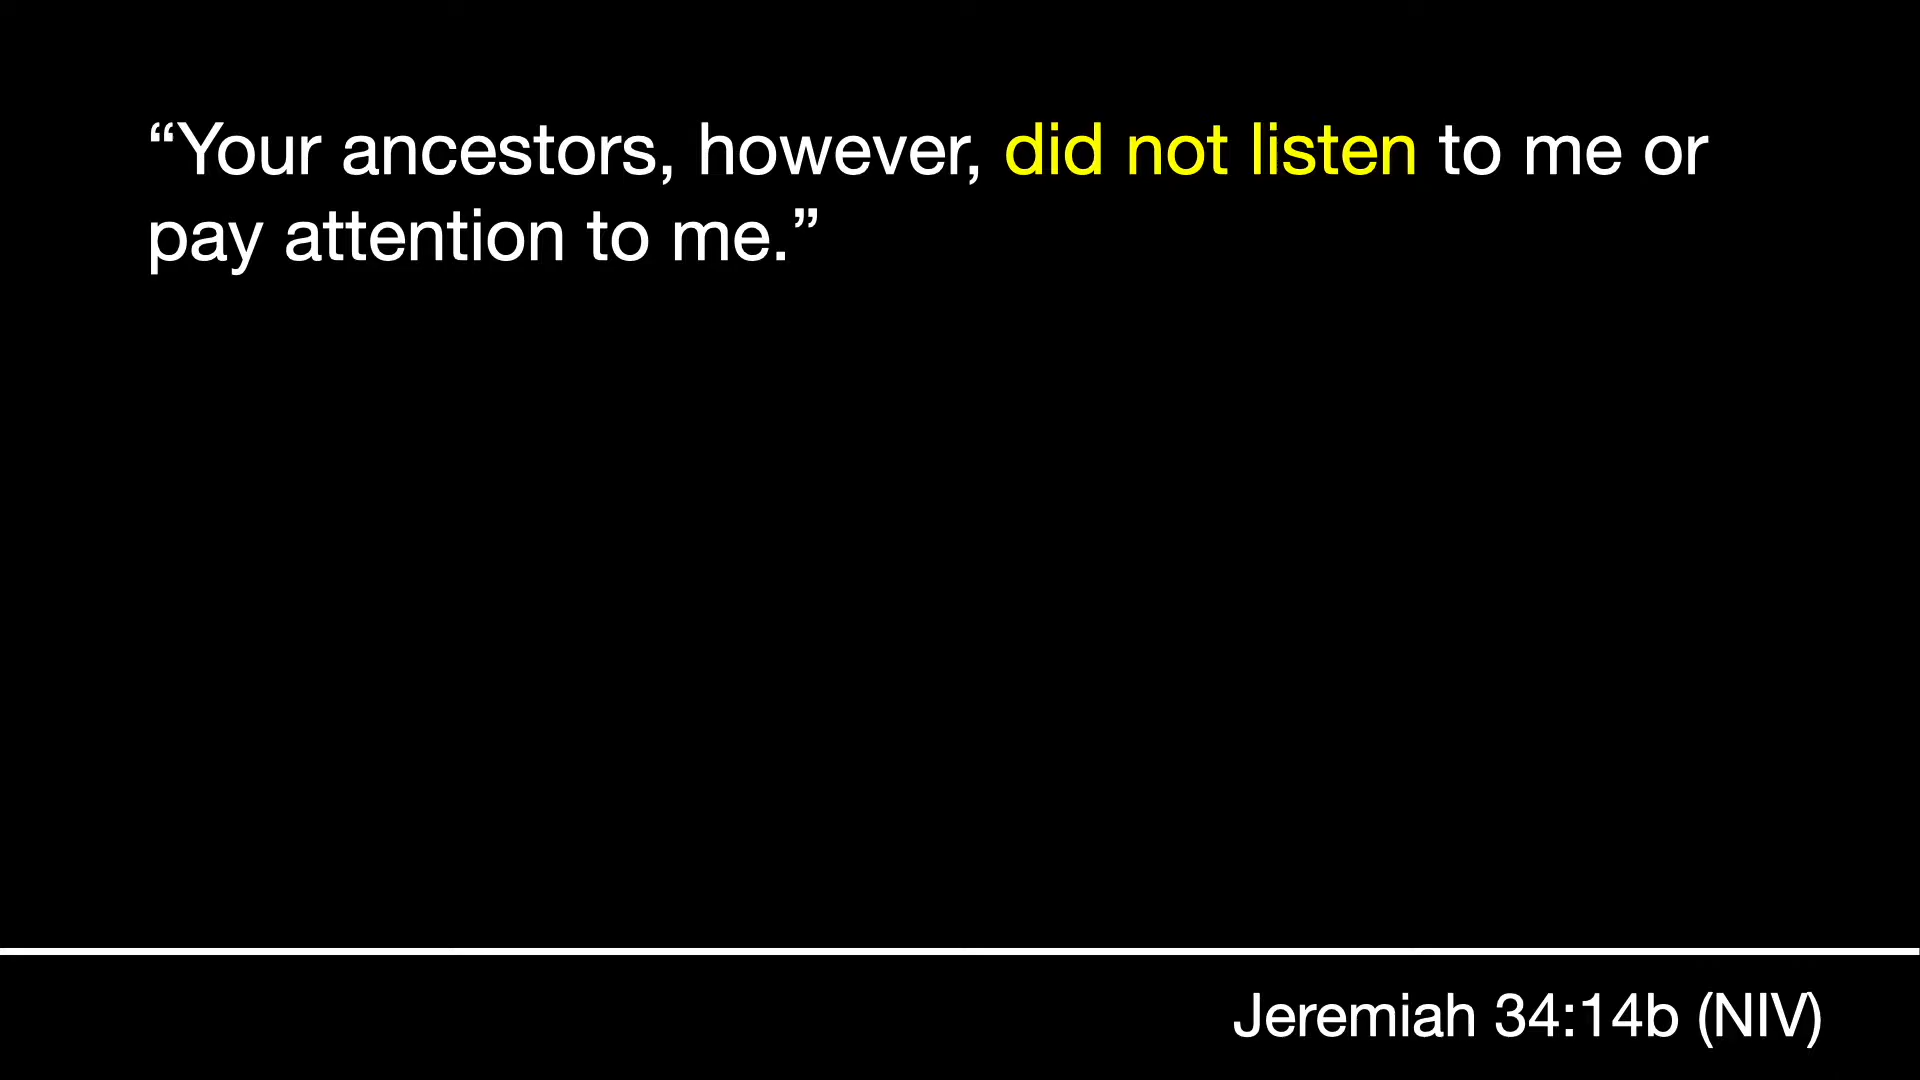 “Your ancestors, however, did not listen to me or
pay attention to me.”
Jeremiah 34:14b (NIV)